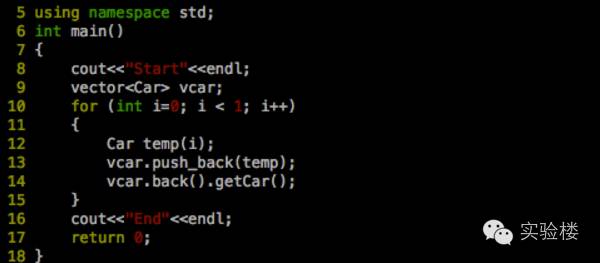 5 using namespace std;
6 int main()
7 {
8     cout<<"Start"<<endl;
9     vector<Car> vcar;
10     for (int i=0; i < 1; i++)
11     {
12         Car temp(i);
13         vcar.push_back(temp);
14         vcar.back().getCar();
15     }
16     cout<<"End"<<endl;
17     return 0;
18 }
实验楼